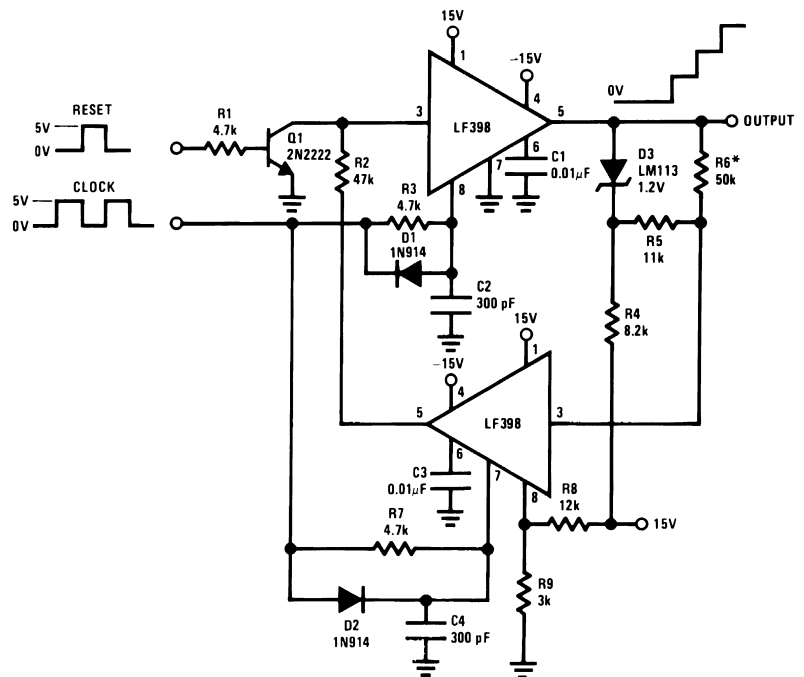 15V
1
−15V
4
0V
RESET
5V
0V
R1
4.7k
Q1
2N2222
3
LF398
5
OUTPUT
6
7
8
C1
0.01μF
D3
LM113
1.2V
R6*
50k
CLOCK
5V
0V
R2
47k
R3
4.7k
D1
1N914
R5
11k
C2
300 pF
R4
8.2k
15V
1
−15V
4
5
LF398
3
6
7
8
C3
0.01μF
R8
12k
15V
R7
4.7k
R9
3k
D2
1N914
C4
300 pF